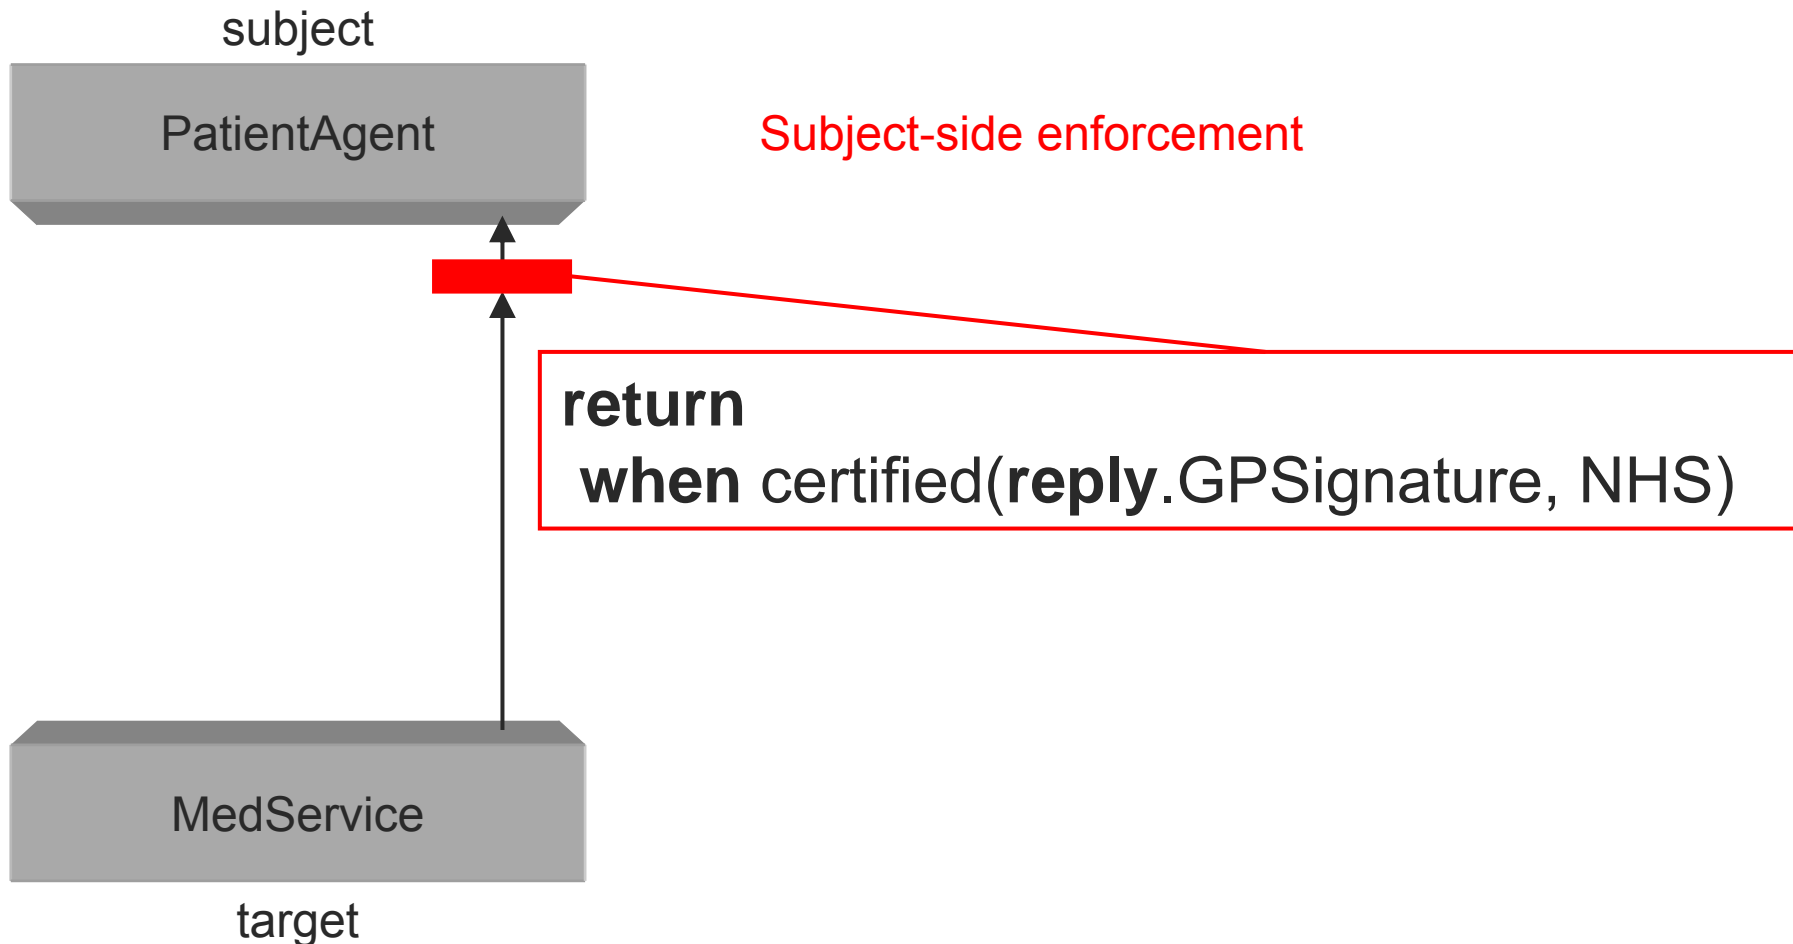 subject
PatientAgent
Subject-side enforcement
return
when certified(reply.GPSignature, NHS)
MedService
target